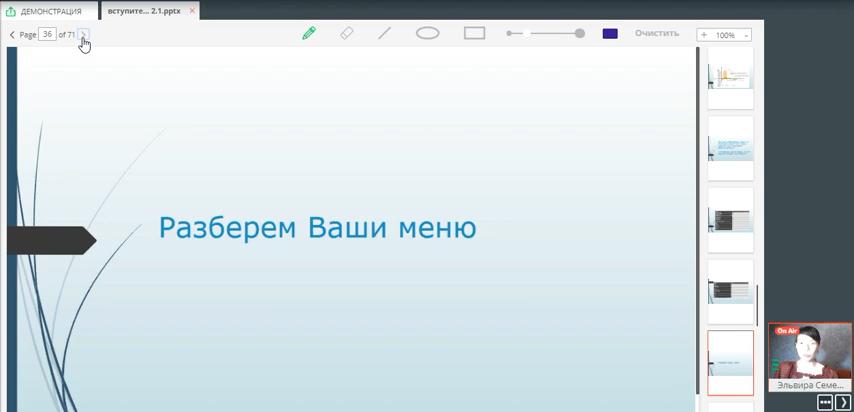 ДЕМОНСТРАЦИЯ
вступите... 2.1.pptx
Page 36 of 71
Очистить
100%
Разберем Ваши меню
On Air
Эльвира Семе...